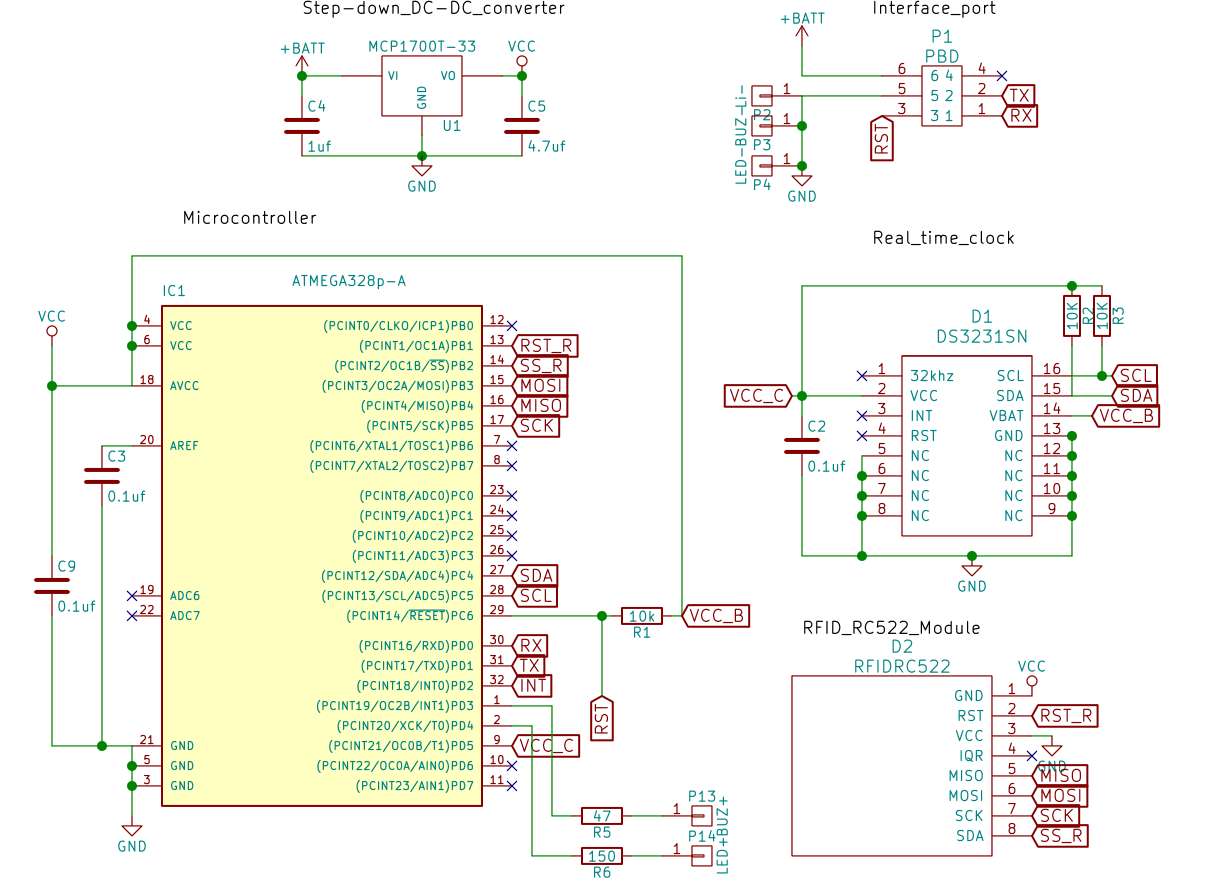 Step-down_DC-DC_converter
+BATT
MCP1700T-33
VCC
VI
VO
GND
U1
C4
1uf
C5
4.7uf
GND
Interface_port
+BATT
P1
PBD
6 6 4 4
5 5 2 2 TX
3 3 1 1 RX
RST
LED-BUZ-Li-
1
P2
1
P3
1
P4
GND
Microcontroller
ATMEGA328p-A
IC1
VCC
4 VCC
6 VCC
18 AVCC
20 AREF
C3
0.1uf
C9
0.1uf
19 ADC6
22 ADC7
21 GND
5 GND
3 GND
GND
(PCINT0/CLKO/ICP1)PB0 12
(PCINT1/OC1A)PB1 13 RST_R
(PCINT2/OC1B/SS)PB2 14 SS_R
(PCINT3/OC2A/MOSI)PB3 15 MOSI
(PCINT4/MISO)PB4 16 MISO
(PCINT5/SCK)PB5 17 SCK
(PCINT6/XTAL1/TOSC1)PB6 7
(PCINT7/XTAL2/TOSC2)PB7 8
(PCINT8/ADC0)PC0 23
(PCINT9/ADC1)PC1 24
(PCINT10/ADC2)PC2 25
(PCINT11/ADC3)PC3 26
(PCINT12/SDA/ADC4)PC4 27 SDA
(PCINT13/SCL/ADC5)PC5 28 SCL
(PCINT14/RESET)PC6 29
10k
R1
VCC_B
(PCINT16/RXD)PD0 30 RX
(PCINT17/TXD)PD1 31 TX
(PCINT18/INT0)PD2 32 INT
(PCINT19/OC2B/INT1)PD3 1
(PCINT20/XCK/T0)PD4 2
(PCINT21/OC0B/T1)PD5 9 VCC_C
(PCINT22/OC0A/AIN0)PD6 10
(PCINT23/AIN1)PD7 11
RST
47
R5
1
P13
150
R6
1
P14
LED+BUZ+
Real_time_clock
D1
DS3231SN
10K
R2
10K
R3
VCC_C
C2
0.1uf
1 32khz
2 VCC
3 INT
4 RST
5 NC
6 NC
7 NC
8 NC
SCL 16 SCL
SDA 15 SDA
VBAT 14 VCC_B
GND 13
NC 12
NC 11
NC 10
NC 9
GND
RFID_RC522_Module
D2
RFIDRC522
VCC
GND 1
RST 2 RST_R
VCC 3
IQR 4
GND
MISO 5 MISO
MOSI 6 MOSI
SCK 7 SCK
SDA 8 SS_R